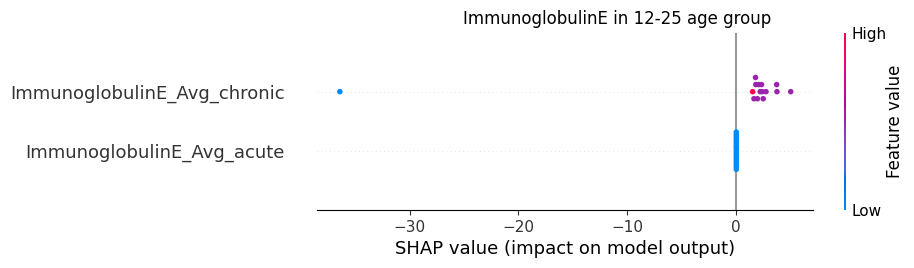 ImmunoglobulinE in 12-25 age group
High
ImmunoglobulinE_Avg_chronic
ImmunoglobulinE_Avg_acute
Feature value
Low
−30 −20 −10 0
SHAP value (impact on model output)